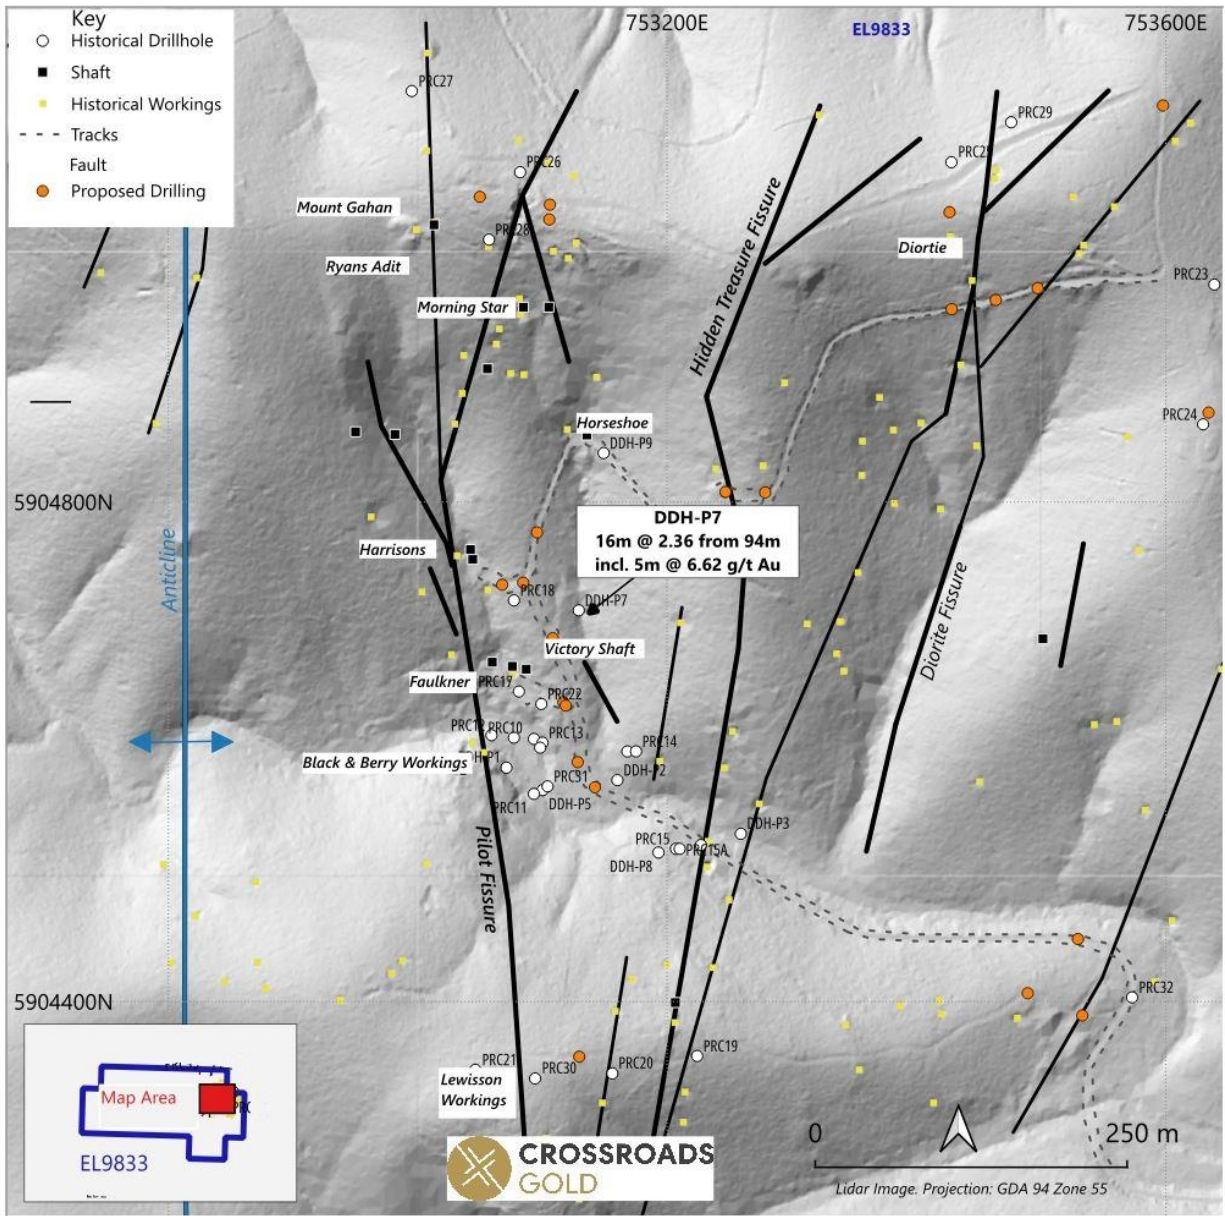 Key
Historical Drillhole
Shaft
Historical Workings
Tracks
Fault
Proposed Drilling
753200E
EL9833
753600E
PRC27
PRC29
PRC26
PRC25
Mount Gahan
PRC28
Diortie
Ryans Adit
PRC23
Morning Star
Hidden Treasure Fissure
Horseshoe
PRC24
DDH-P9
5904800N
DDH-P7
16m @ 2.36 from 94m
incl. 5m @ 6.62 g/t Au
Anticline
Harrisons
PRC18
DDH-P7
Victory Shaft
Diorite Fissure
Faulkner
PRC17
PRC22
PRC12
PRC10
PRC13
PRC14
Black & Berry Workings
DDH-P2
PRC31
PRC11
DDH-P5
Pilot Fissure
DDH-P3
PRC15
PRC15A
DDH-P8
5904400N
PRC32
PRC21
PRC30
PRC20
PRC19
Lewisson
Workings
Map Area
EL9833
CROSSROADS
GOLD
0
250 m
Lidar Image. Projection: GDA 94 Zone 55